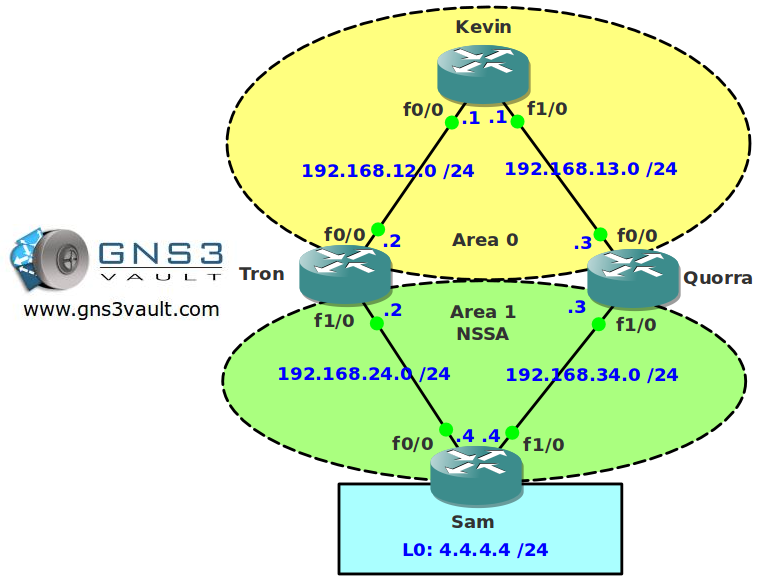 Kevin
f0/0
.1 .1
f1/0
192.168.12.0 /24
192.168.13.0 /24
f0/0
.2
Area 0
.3
f0/0
GNS3
VAULT
www.gns3vault.com
Tron
Quorra
f1/0
.2
Area 1
NSSA
.3
f1/0
192.168.24.0 /24
192.168.34.0 /24
f0/0
.4 .4
f1/0
Sam
L0: 4.4.4.4 /24